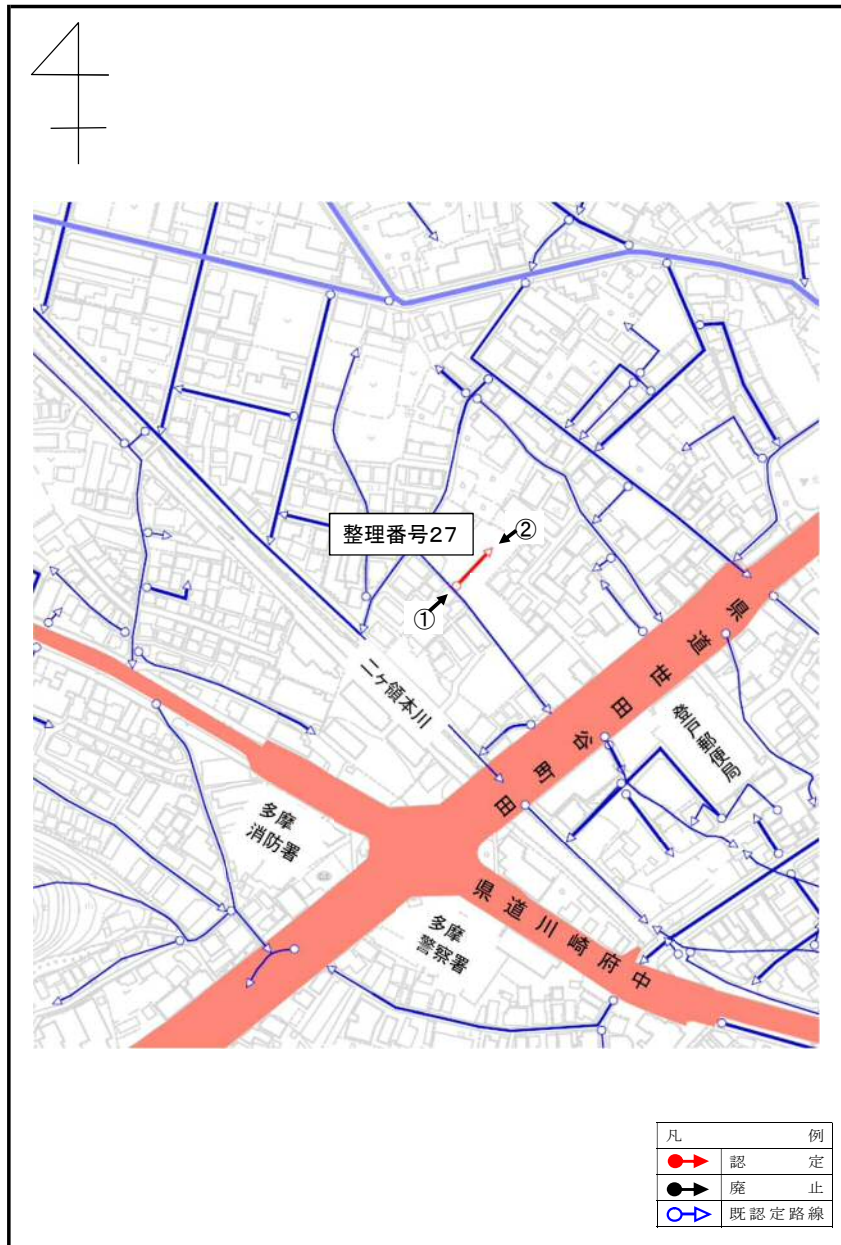 整理番号27
②
①
二ヶ領本川
県道世田谷町田
登戸郵便局
多摩
消防署
多摩
警察署
県道川崎府中
凡例
認定
廃止
既認定路線